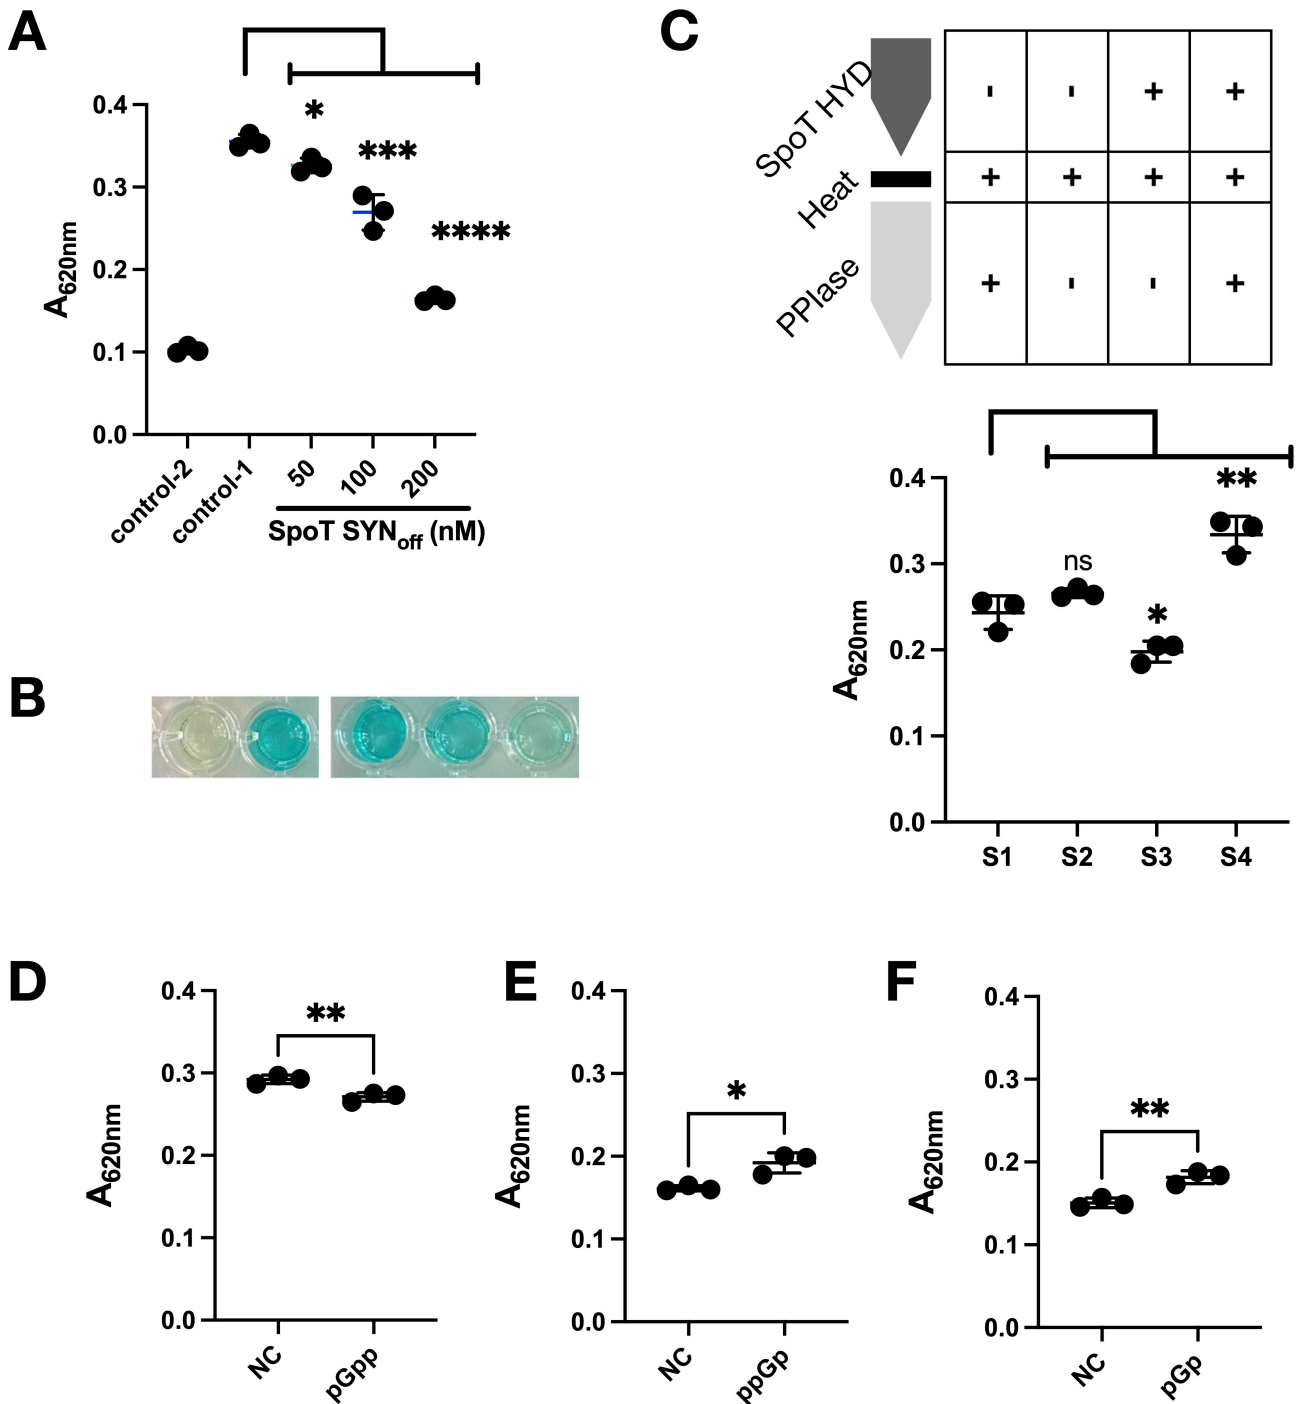 A
*
***
****
0.4
0.3
0.2
0.1
0.0
A620nm
control-2
control-1
50
100
200
SpoT SYNoff (nM)
B
C
SpoT HYD
Heat
PPIase
- - + +
+ + + +
+ - - +
**
ns
*
0.4
0.3
0.2
0.1
0.0
A620nm
S1 S2 S3 S4
D
**
0.4
0.3
0.2
0.1
0.0
A620nm
NC
pGpp
E
*
0.4
0.3
0.2
0.1
0.0
A620nm
NC
ppGp
F
**
0.4
0.3
0.2
0.1
0.0
A620nm
NC
pGp